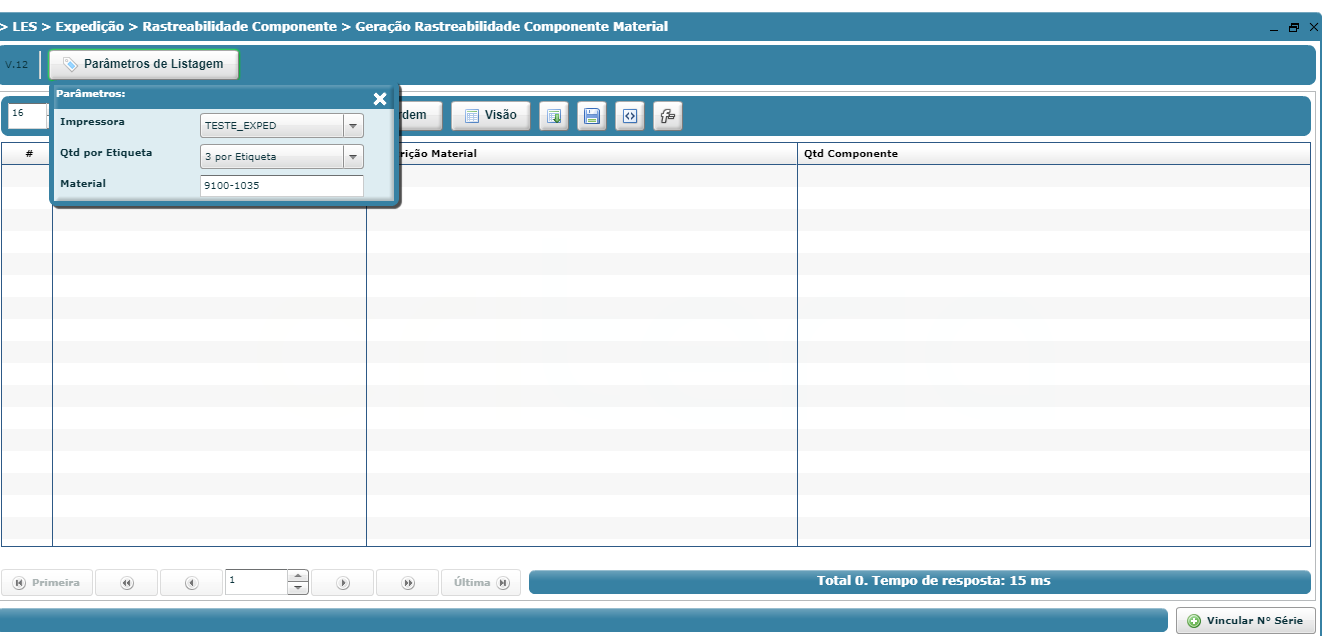 > LES > Expedição > Rastreabilidade Componente > Geração Rastreabilidade Componente Material
V.12
Parâmetros de Listagem
Parâmetros:
16
Visão
Impressora
TESTE_EXPED
Qtd por Etiqueta
3 por Etiqueta
Material
9100-1035
#
Material
Qtd Componente
Primeira
1
Última
Total 0. Tempo de resposta: 15 ms
Vincular N° Série